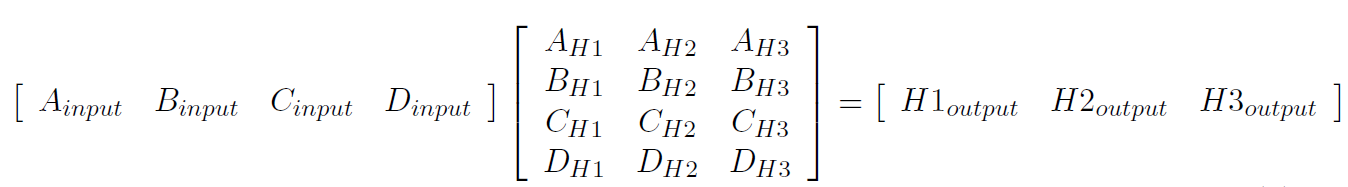 [ A_input B_input C_input D_input ] [ A_H1 A_H2 A_H3
B_H1 B_H2 B_H3
C_H1 C_H2 C_H3
D_H1 D_H2 D_H3 ] = [ H1_output H2_output H3_output ]